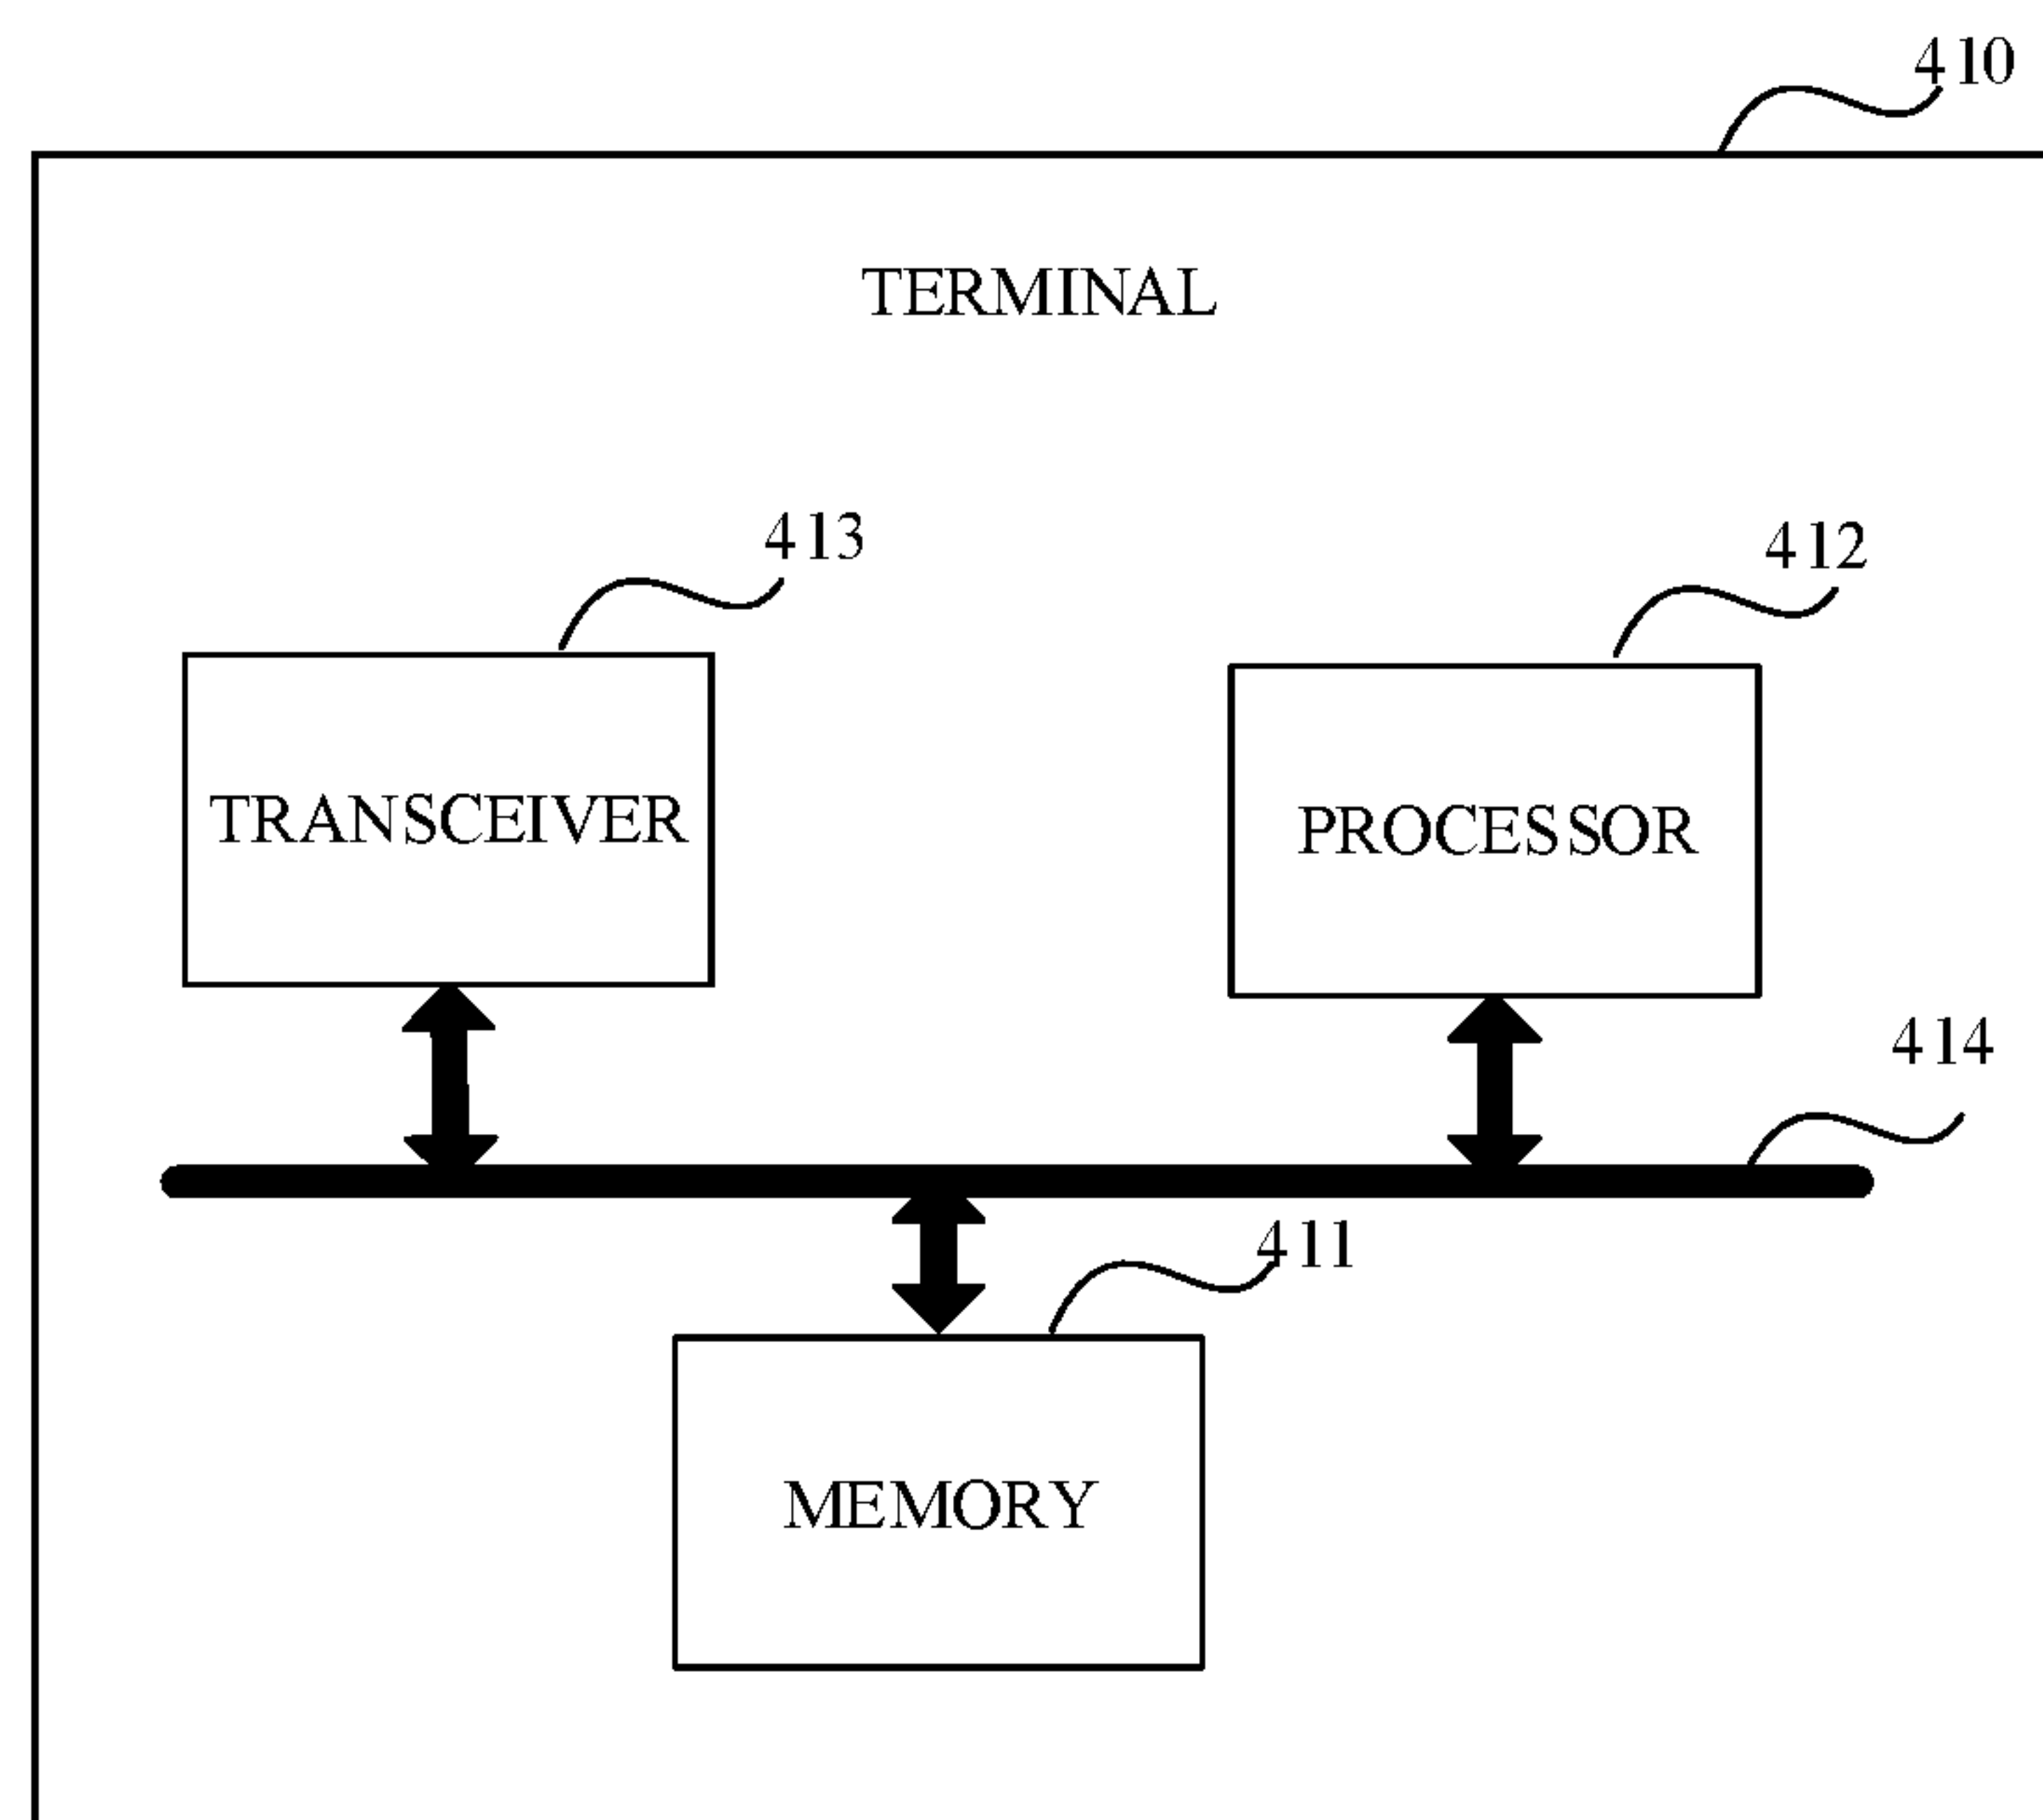 410
TERMINAL
413
412
TRANSCEIVER
PROCESSOR
414
411
MEMORY